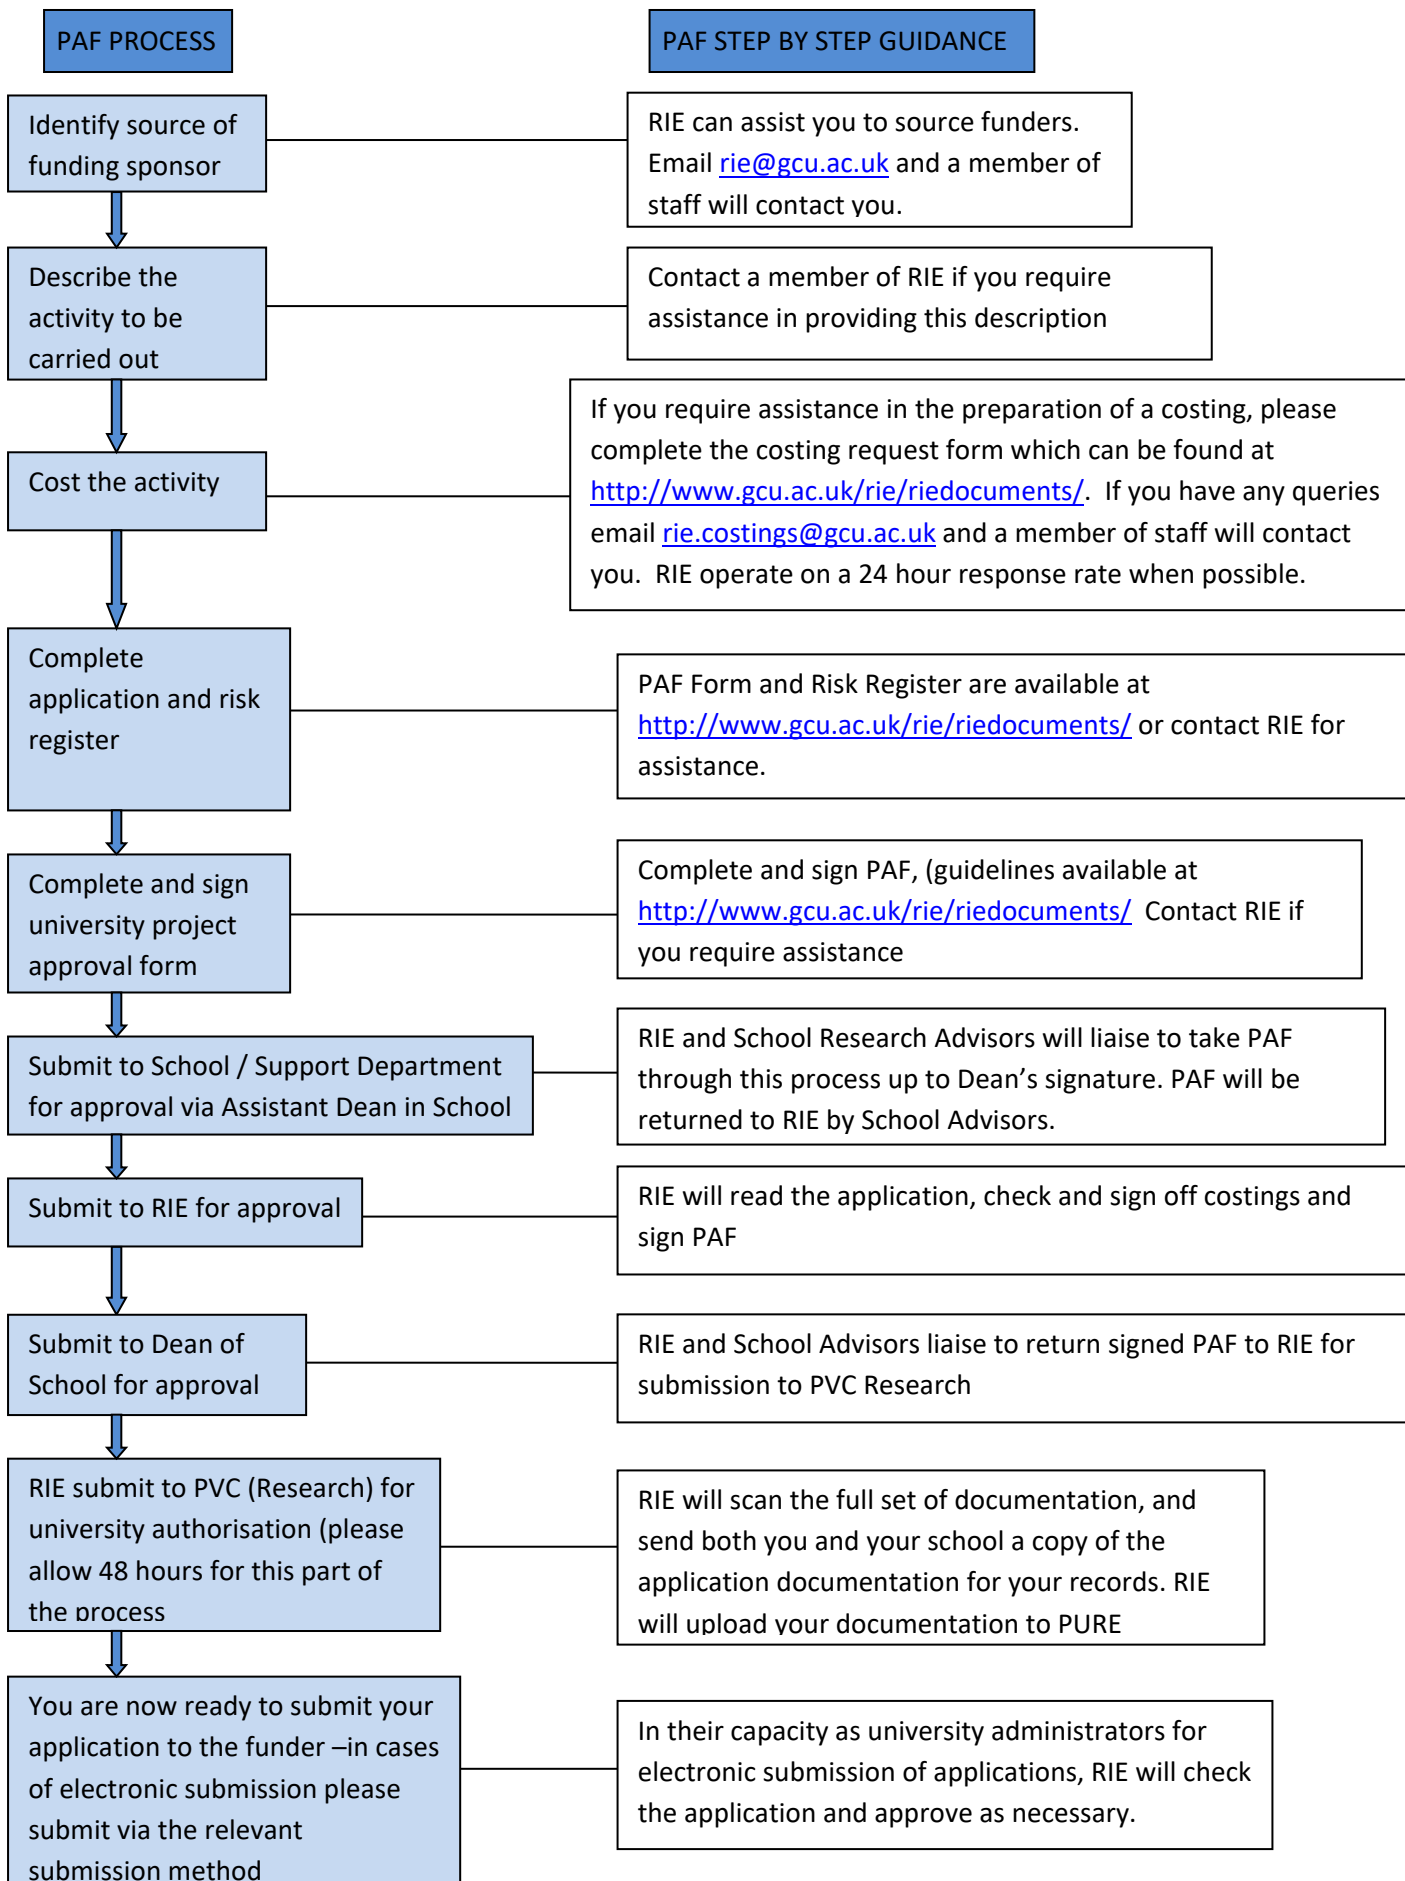 PAF PROCESS
PAF STEP BY STEP GUIDANCE
Identify source of
funding sponsor
RIE can assist you to source funders.
Email rie@gcu.ac.uk and a member of
staff will contact you.
Describe the
activity to be
carried out
Contact a member of RIE if you require
assistance in providing this description
Cost the activity
If you require assistance in the preparation of a costing, please
complete the costing request form which can be found at
http://www.gcu.ac.uk/rie/riedocuments/. If you have any queries
email rie.costings@gcu.ac.uk and a member of staff will contact
you. RIE operate on a 24 hour response rate when possible.
Complete
application and risk
register
PAF Form and Risk Register are available at
http://www.gcu.ac.uk/rie/riedocuments/ or contact RIE for
assistance.
Complete and sign
university project
approval form
Complete and sign PAF, (guidelines available at
http://www.gcu.ac.uk/rie/riedocuments/ Contact RIE if
you require assistance
Submit to School / Support Department
for approval via Assistant Dean in School
RIE and School Research Advisors will liaise to take PAF
through this process up to Dean’s signature. PAF will be
returned to RIE by School Advisors.
Submit to RIE for approval
RIE will read the application, check and sign off costings and
sign PAF
Submit to Dean of
School for approval
RIE and School Advisors liaise to return signed PAF to RIE for
submission to PVC Research
RIE submit to PVC (Research) for
university authorisation (please
allow 48 hours for this part of
the process
RIE will scan the full set of documentation, and
send both you and your school a copy of the
application documentation for your records. RIE
will upload your documentation to PURE
You are now ready to submit your
application to the funder –in cases
of electronic submission please
submit via the relevant
submission method
In their capacity as university administrators for
electronic submission of applications, RIE will check
the application and approve as necessary.